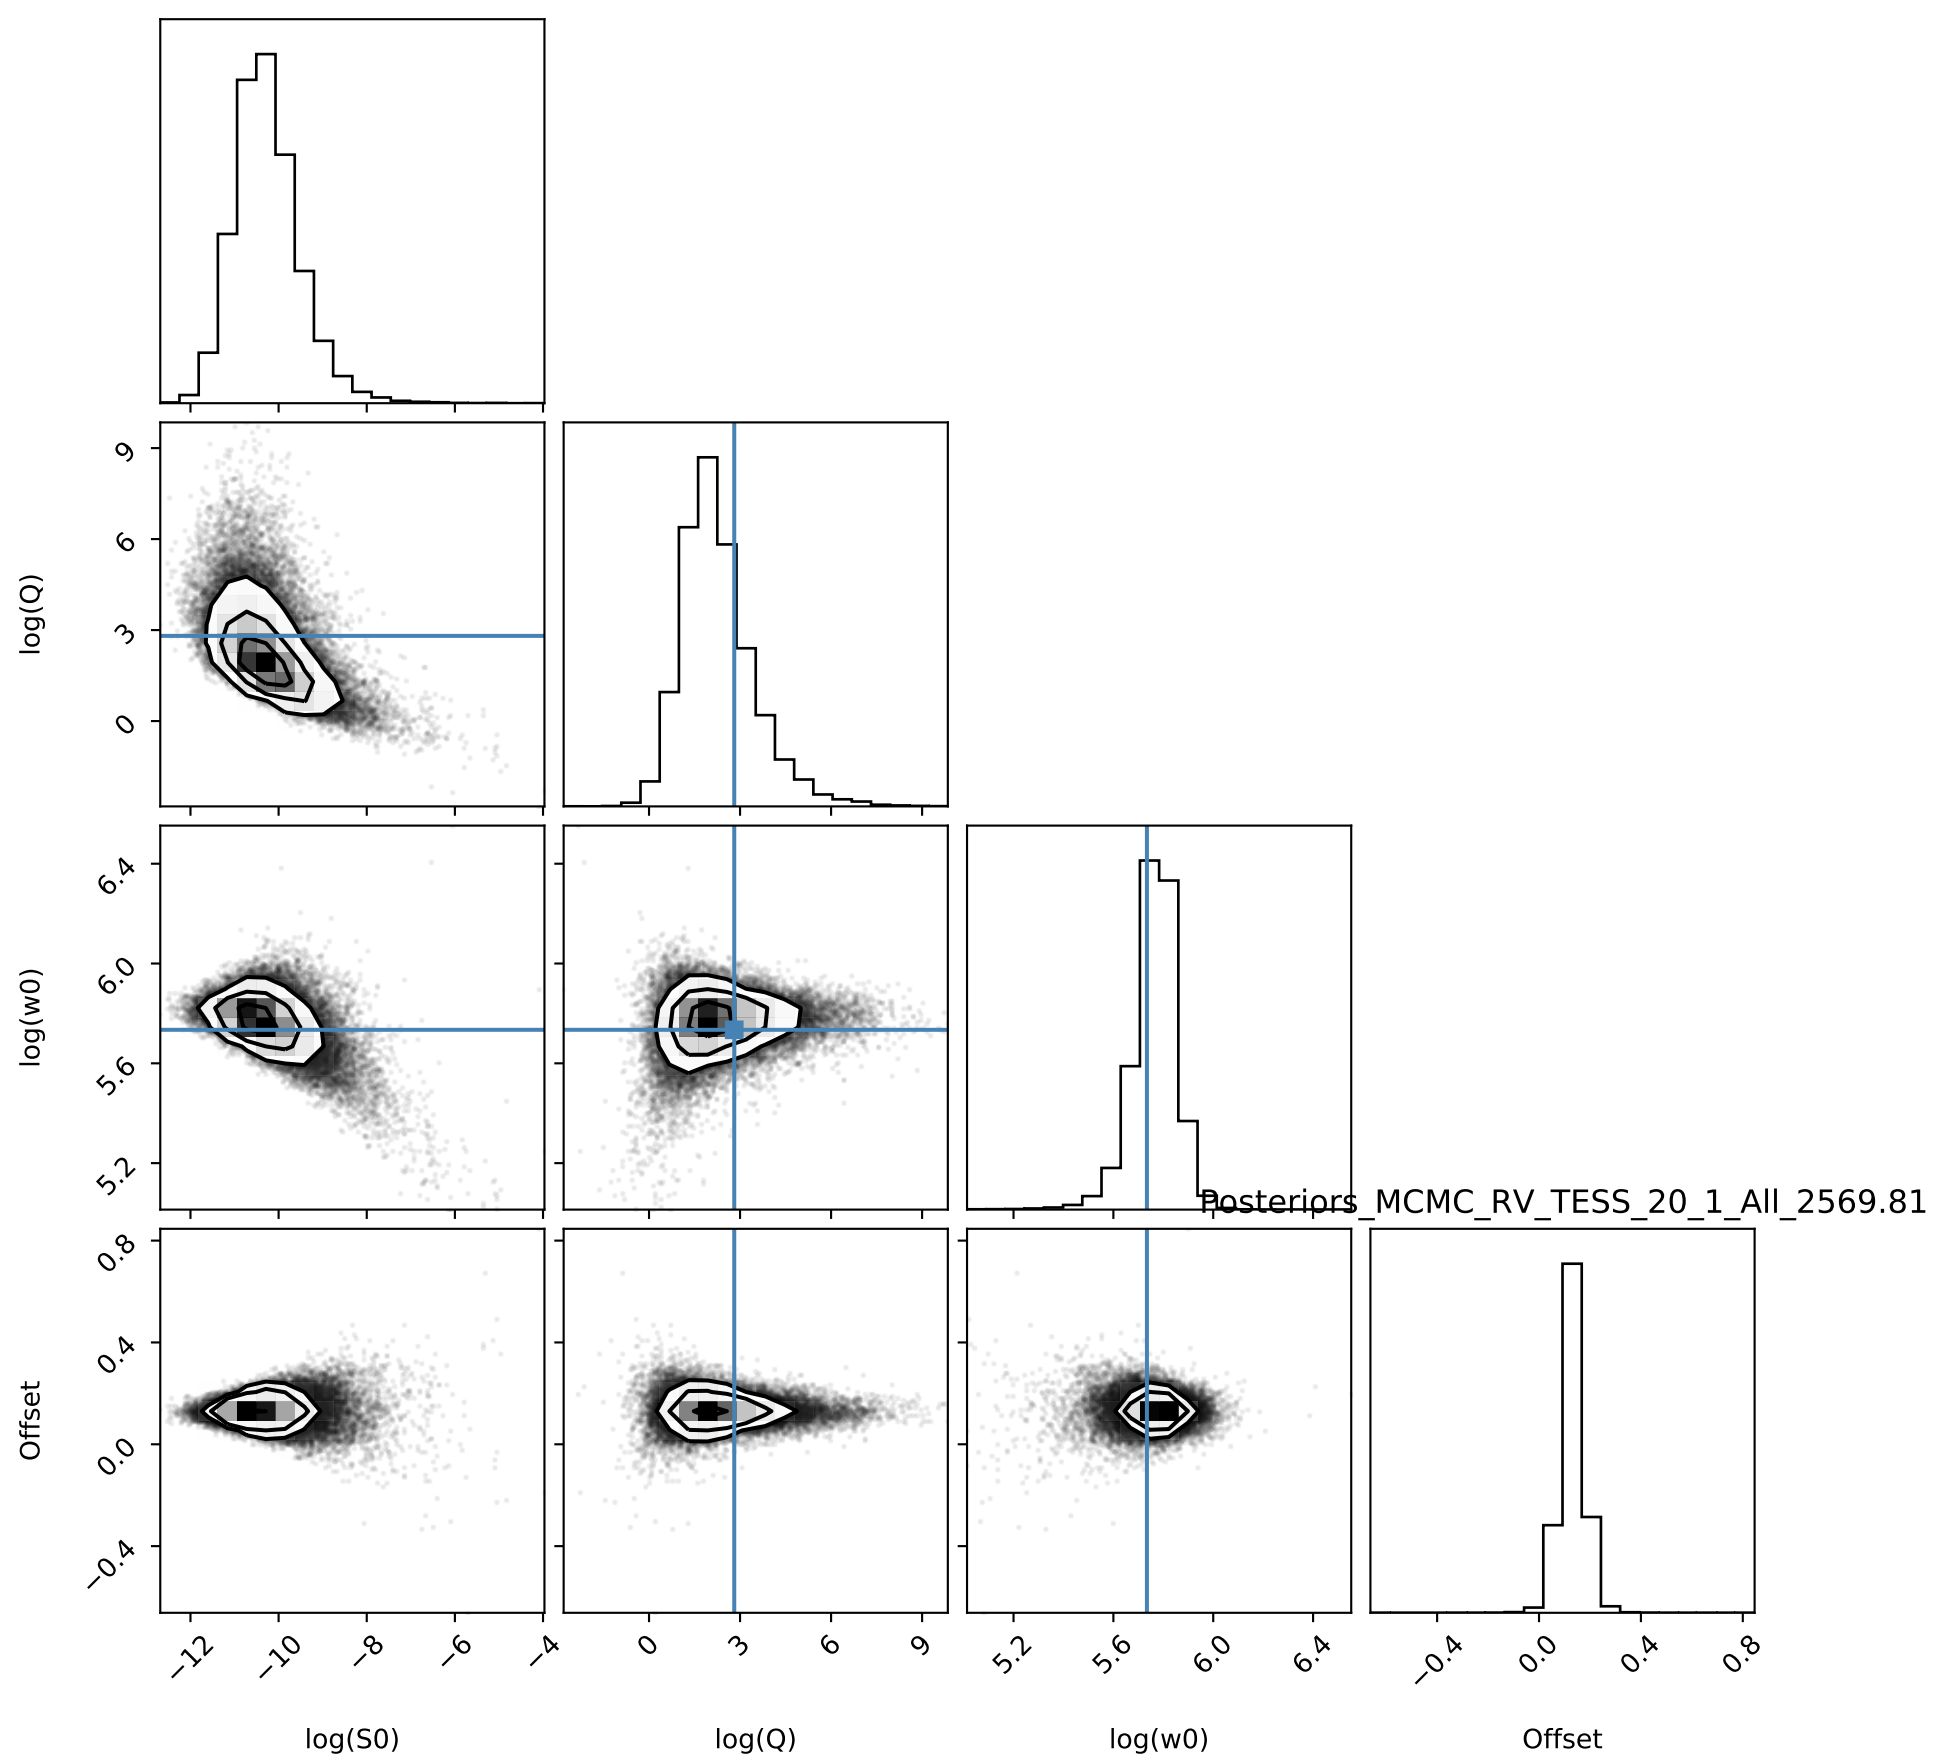 9
6
3
0
log(Q)
6.4
6.0
5.6
5.2
log(w0)
Posteriors_MCMC_RV_TESS_20_1_All_2569.81
0.8
0.4
0.0
−0.4
Offset
−12 −10 −8 −6 −4 0 3 6 9 5.2 5.6 6.0 6.4 −0.4 0.0 0.4 0.8
log(S0) log(Q) log(w0) Offset